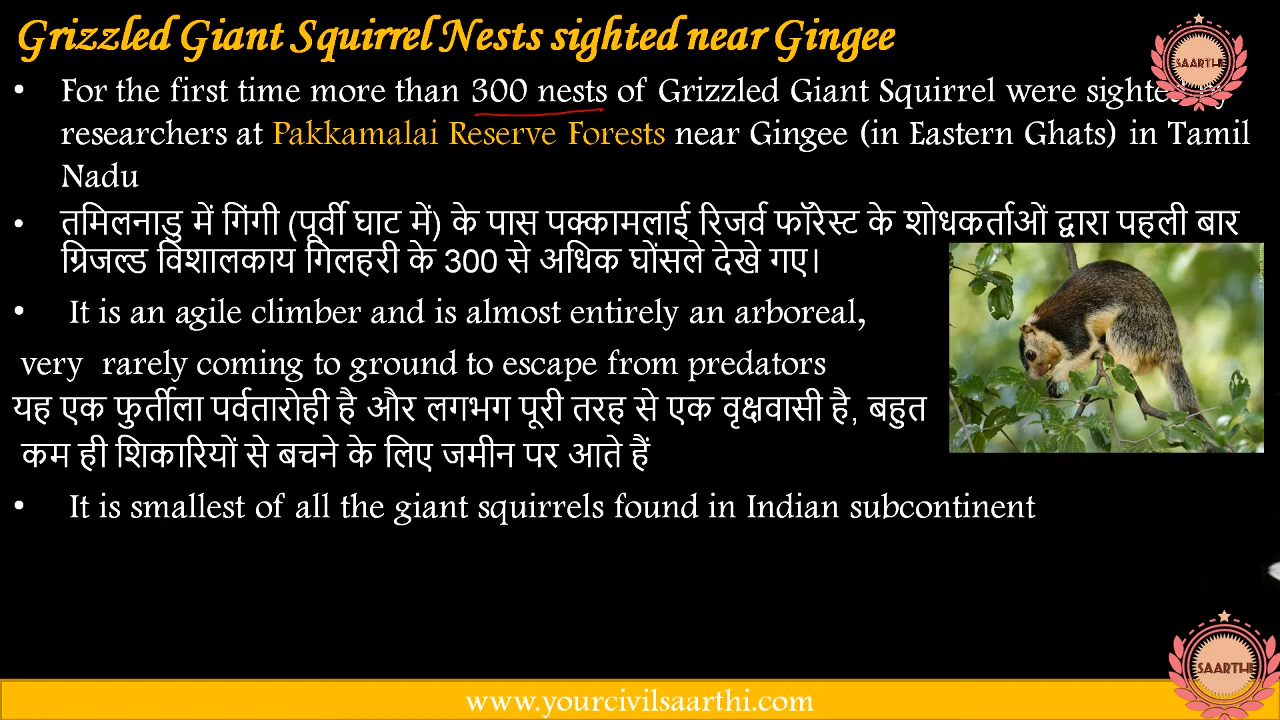 Grizzled Giant Squirrel Nests sighted near Gingee
SAARTHI
• For the first time more than 300 nests of Grizzled Giant Squirrel were sighted by
researchers at Pakkamalai Reserve Forests near Gingee (in Eastern Ghats) in Tamil
Nadu
• तमिलनाडु में गिंगी (पूर्वी घाट में) के पास पक्कामलाई रिजर्व फॉरेस्ट के शोधकर्ताओं द्वारा पहली बार
ग्रिजल्ड विशालकाय गिलहरी के 300 से अधिक घोंसले देखे गए।
• It is an agile climber and is almost entirely an arboreal,
very rarely coming to ground to escape from predators
यह एक फुर्तीला पर्वतारोही है और लगभग पूरी तरह से एक वृक्षवासी है, बहुत
कम ही शिकारियों से बचने के लिए जमीन पर आते हैं
• It is smallest of all the giant squirrels found in Indian subcontinent
SAARTHI
www.yourcivilsaarthi.com